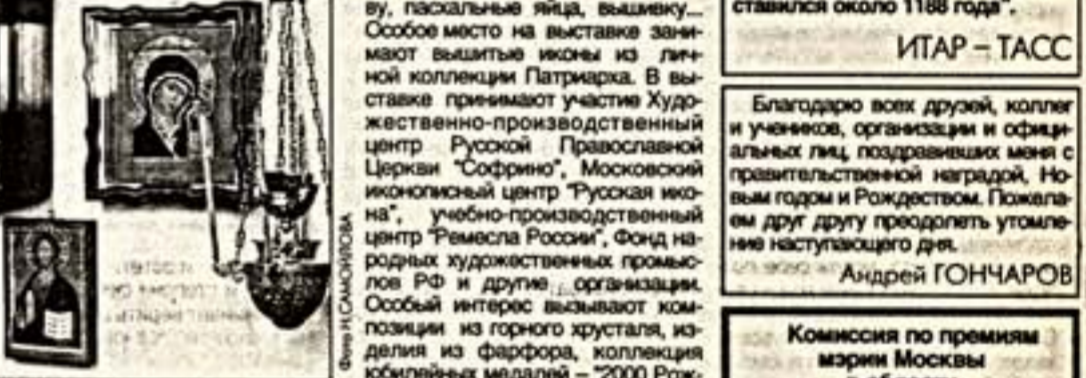 ву, пасхальные яйца, вышивку...
Особое место на выставке зани-
мают вышитые иконы из лич-
ной коллекции Патриарха. В вы-
ставке принимают участие Худо-
жественно-производственный
центр Русской Православной
Церкви "Софрино", Московский
иконописный центр "Русская ико-
на", учебно-производственный
центр "Ремесла России", Фонд на-
родных художественных промыс-
лов РФ и другие организации.
Особый интерес вызывают ком-
позиции из горного хрусталя, из-
делия из фарфора, коллекция
юбилейных медалей – "2000 Рож-
Фото Н.САМОЙЛОВА
ставился около 1188 года".
ИТАР – ТАСС
Благодарю всех друзей, коллег
и учеников, организации и офици-
альных лиц, поздравивших меня с
правительственной наградой, Но-
вым годом и Рождеством. Пожела-
ем друг другу преодолеть утомле-
ние наступающего дня.
Андрей ГОНЧАРОВ
Комиссия по премиям
мэрии Москвы